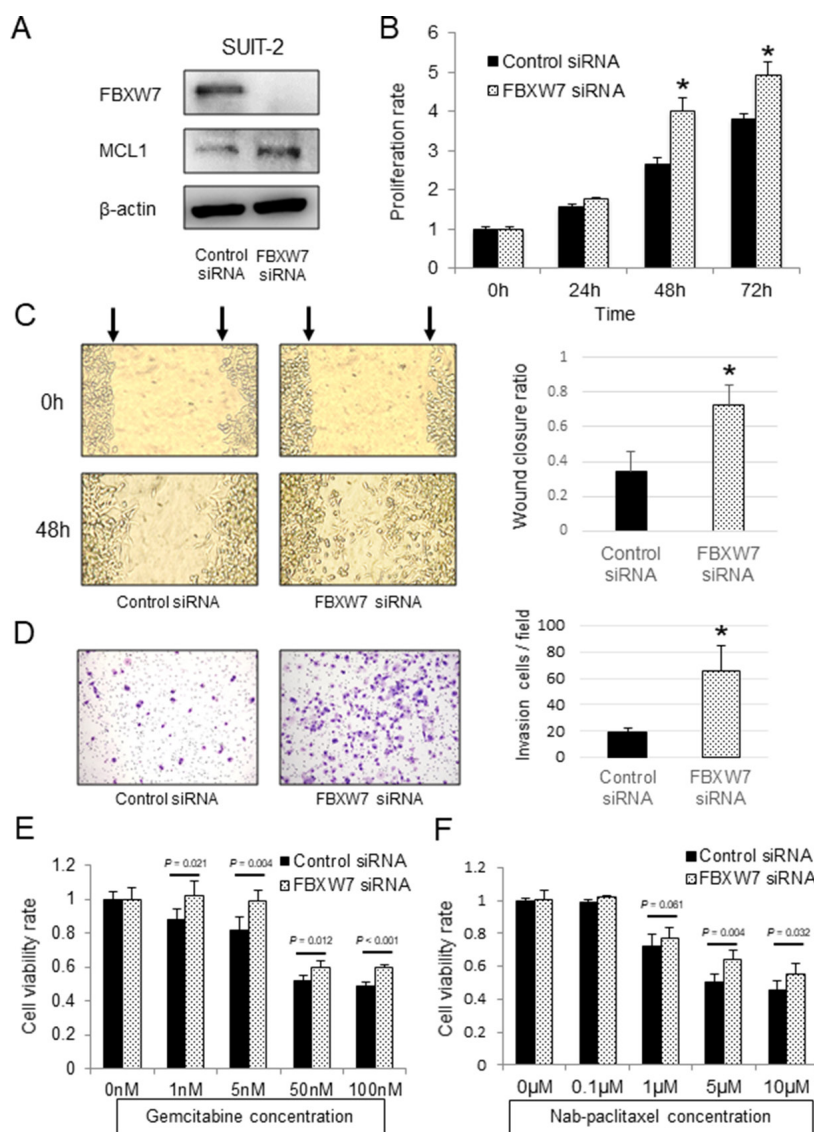 A
SUIT-2
FBXW7
MCL1
β-actin
Control siRNA
FBXW7 siRNA
B
Control siRNA
FBXW7 siRNA
Proliferation rate
6
5
4
3
2
1
0
*
*
0h
24h
48h
72h
Time
C
0h
48h
Control siRNA
FBXW7 siRNA
Wound closure ratio
1
0.8
0.6
0.4
0.2
0
*
Control siRNA
FBXW7 siRNA
D
Control siRNA
FBXW7 siRNA
Invasion cells / field
100
80
60
40
20
0
*
Control siRNA
FBXW7 siRNA
E
Control siRNA
FBXW7 siRNA
Cell viability rate
1.2
1
0.8
0.6
0.4
0.2
0
P = 0.021
P = 0.004
P = 0.012
P < 0.001
0nM
1nM
5nM
50nM
100nM
Gemcitabine concentration
F
Control siRNA
FBXW7 siRNA
Cell viability rate
1.2
1
0.8
0.6
0.4
0.2
0
P = 0.061
P = 0.004
P = 0.032
0μM
0.1μM
1μM
5μM
10μM
Nab-paclitaxel concentration